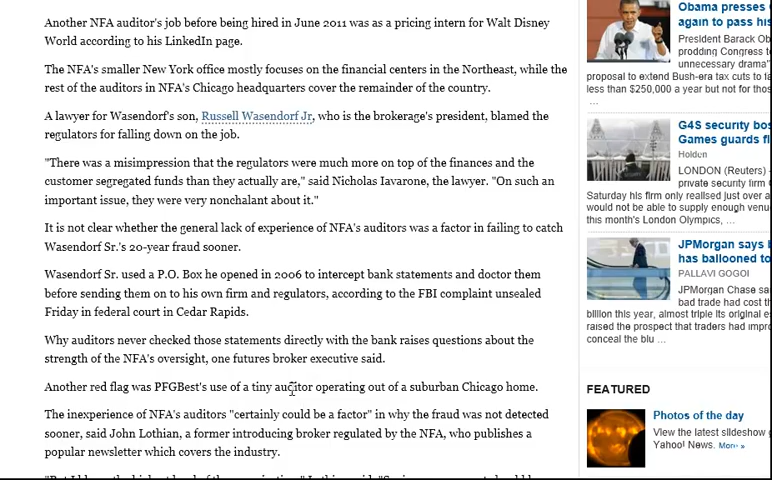 Another NFA auditor's job before being hired in June 2011 was as a pricing intern for Walt Disney
World according to his LinkedIn page.
The NFA's smaller New York office mostly focuses on the financial centers in the Northeast, while the
rest of the auditors in NFA's Chicago headquarters cover the remainder of the country.
A lawyer for Wasendorf's son, Russell Wasendorf Jr, who is the brokerage's president, blamed the
regulators for falling down on the job.
"There was a misimpression that the regulators were much more on top of the finances and the
customer segregated funds than they actually are," said Nicholas Iavarone, the lawyer. "On such an
important issue, they were very nonchalant about it."
It is not clear whether the general lack of experience of NFA's auditors was a factor in failing to catch
Wasendorf Sr.'s 20-year fraud sooner.
Wasendorf Sr. used a P.O. Box he opened in 2006 to intercept bank statements and doctor them
before sending them on to his own firm and regulators, according to the FBI complaint unsealed
Friday in federal court in Cedar Rapids.
Why auditors never checked those statements directly with the bank raises questions about the
strength of the NFA's oversight, one futures broker executive said.
Another red flag was PFGBest's use of a tiny auditor operating out of a suburban Chicago home.
The inexperience of NFA's auditors "certainly could be a factor" in why the fraud was not detected
sooner, said John Lothian, a former introducing broker regulated by the NFA, who publishes a
popular newsletter which covers the industry.
Obama presses
again to pass his
President Barack Ob
prodding Congress t
unnecessary drama"
proposal to extend Bush-era tax cuts to fa
less than $250,000 a year but not for thos
...
G4S security bos
Games guards fi
Holden
LONDON (Reuters) -
private security firm
Saturday his firm only realised just over a
would not be able to supply enough venu
this month's London Olympics, ...
JPMorgan says b
has ballooned to
PALLAVI GOGOI
JPMorgan Chase sa
bad trade had cost th
billion this year, almost triple its original e
raised the prospect that traders had impro
conceal the blu ...
FEATURED
Photos of the day
View the latest slideshow
Yahoo! News. More »